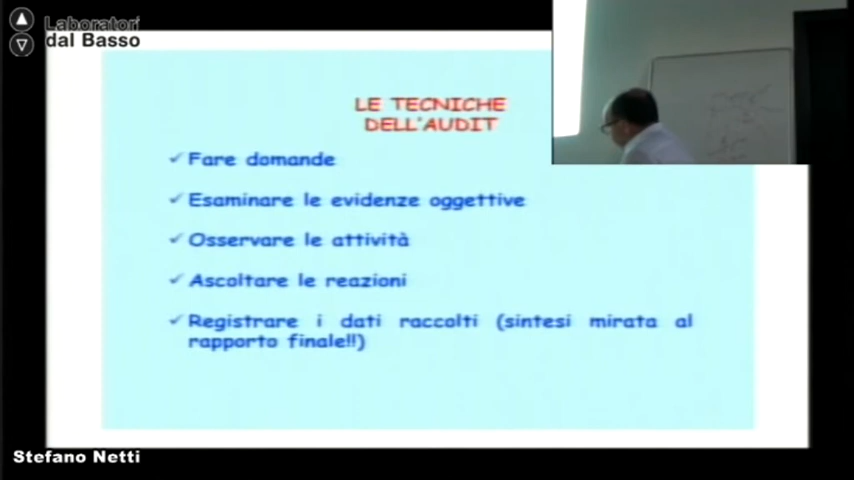 Laboratori
dal Basso
LE TECNICHE
DELL'AUDIT
✓ Fare domande
✓ Esaminare le evidenze oggettive
✓ Osservare le attività
✓ Ascoltare le reazioni
✓ Registrare i dati raccolti (sintesi mirata al
rapporto finale!!)
Stefano Netti